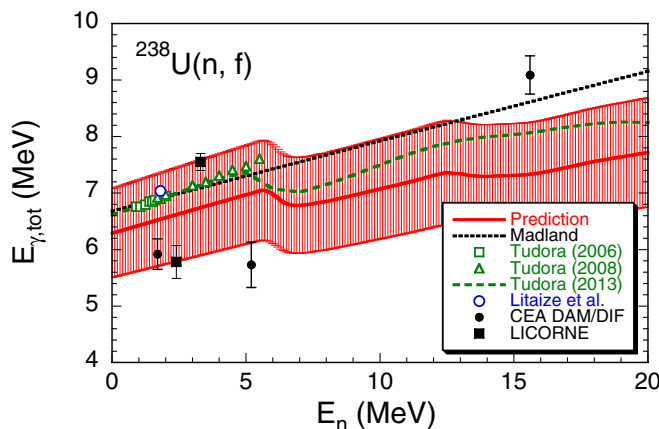 10
9
8
7
6
5
4
E_γ,tot (MeV)
²³⁸U(n, f)
Prediction
Madland
Tudora (2006)
Tudora (2008)
Tudora (2013)
Litaize et al.
CEA DAM/DIF
LICORNE
0 5 10 15 20
E_n (MeV)